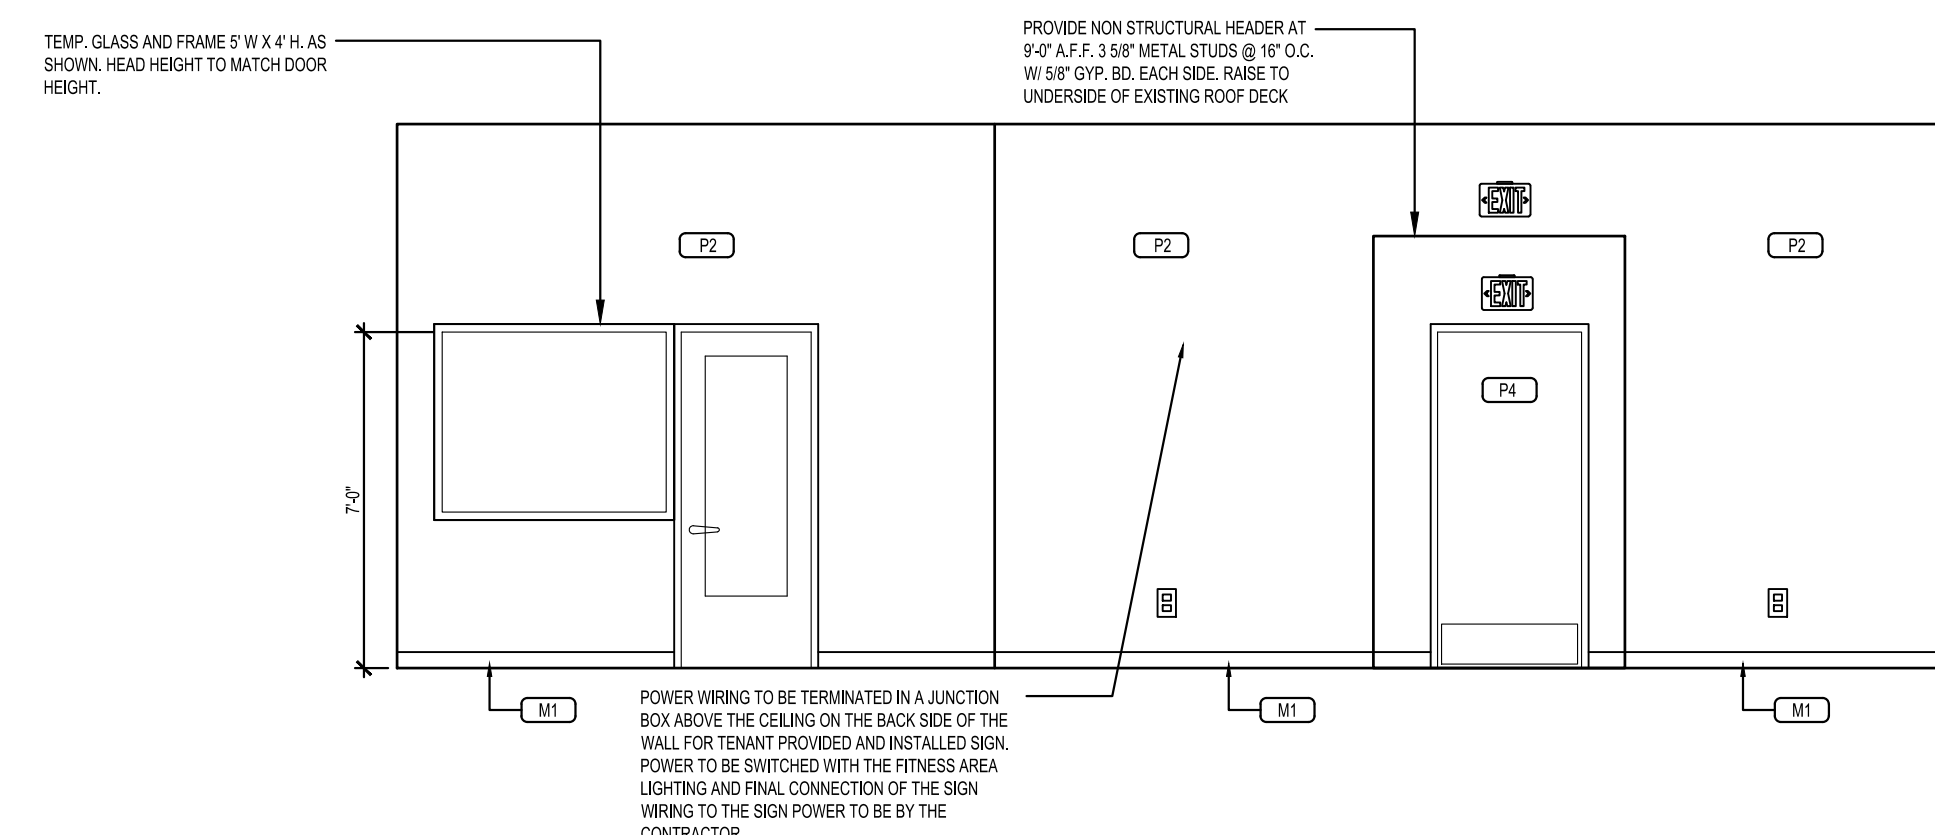 TEMP. GLASS AND FRAME 5' W X 4' H. AS
SHOWN. HEAD HEIGHT TO MATCH DOOR
HEIGHT.
PROVIDE NON STRUCTURAL HEADER AT
9'-0" A.F.F. 3 5/8" METAL STUDS @ 16" O.C.
W/ 5/8" GYP. BD. EACH SIDE. RAISE TO
UNDERSIDE OF EXISTING ROOF DECK
EXIT
P2
P2
P2
EXIT
P4
7'-0"
M1
M1
M1
POWER WIRING TO BE TERMINATED IN A JUNCTION
BOX ABOVE THE CEILING ON THE BACK SIDE OF THE
WALL FOR TENANT PROVIDED AND INSTALLED SIGN.
POWER TO BE SWITCHED WITH THE FITNESS AREA
LIGHTING AND FINAL CONNECTION OF THE SIGN
WIRING TO THE SIGN POWER TO BE BY THE
CONTRACTOR